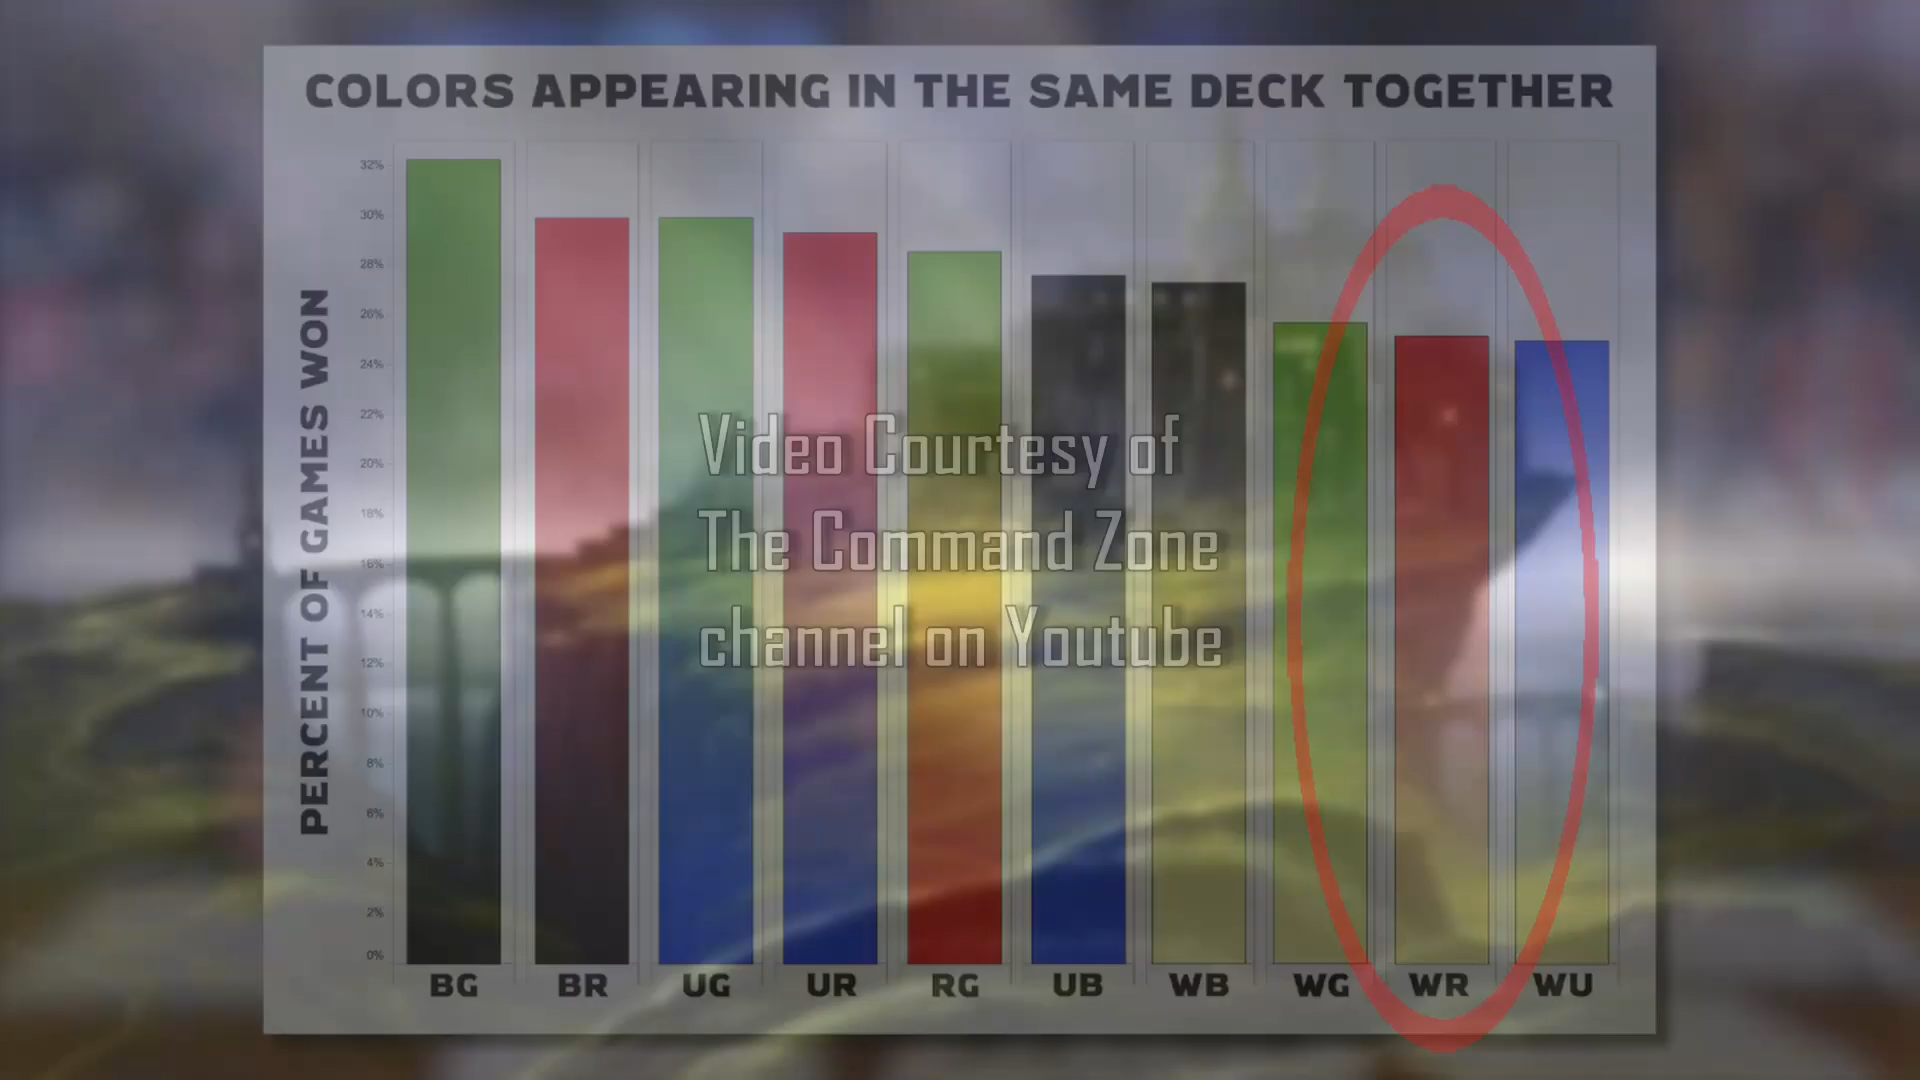 COLORS APPEARING IN THE SAME DECK TOGETHER
PERCENT OF GAMES WON
32%
30%
28%
26%
24%
22%
20%
18%
16%
14%
12%
10%
8%
6%
4%
2%
0%
Video Courtesy of
The Command Zone
channel on Youtube
BG BR UG UR RG UB WB WG WR WU